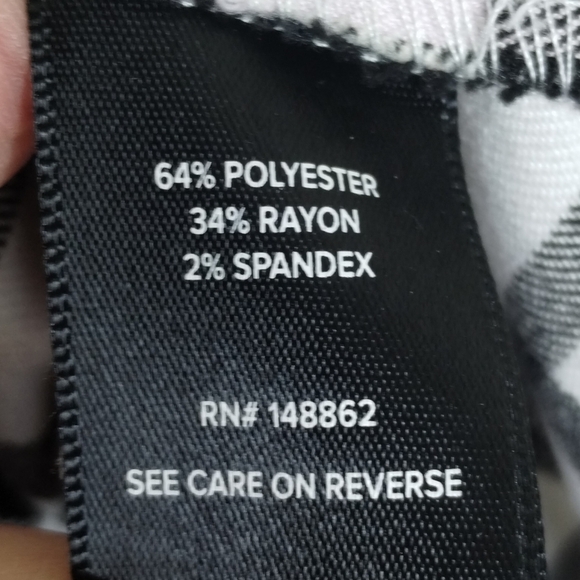 64% POLYESTER
34% RAYON
2% SPANDEX
RN# 148862
SEE CARE ON REVERSE